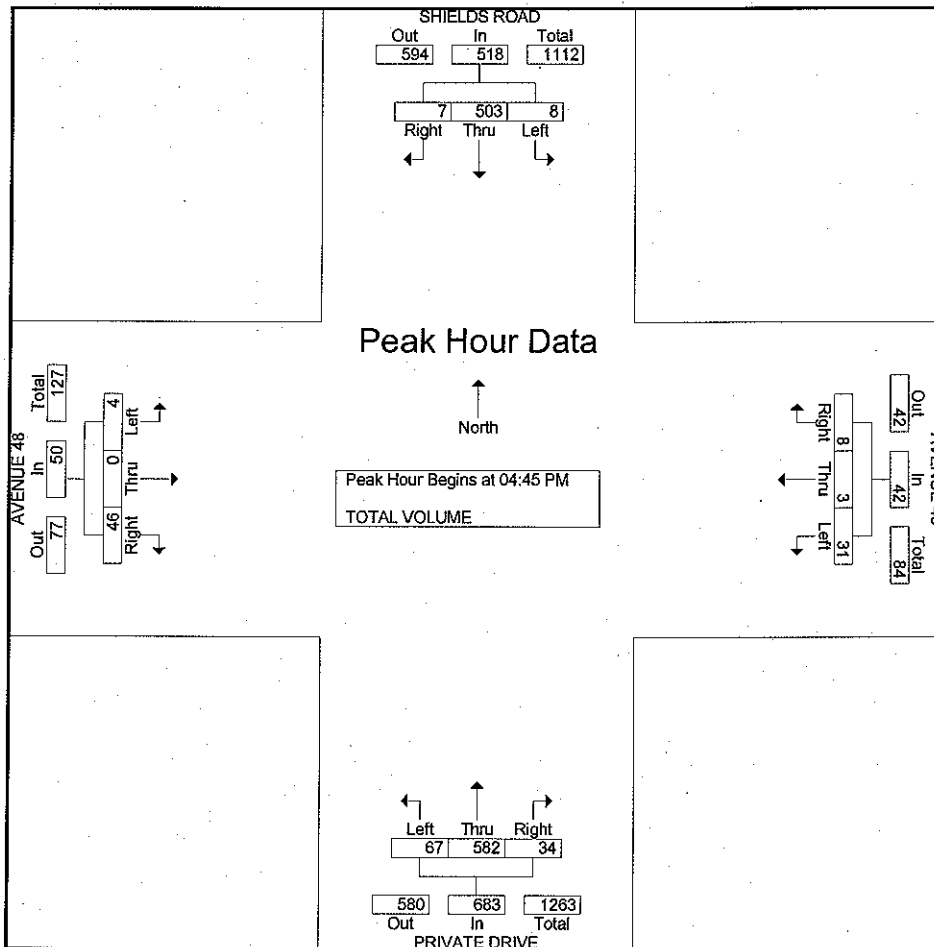 SHIELDS ROAD
Out In Total
594 518 1112
7 503 8
Right Thru Left
Peak Hour Data
North
Peak Hour Begins at 04:45 PM
TOTAL VOLUME
AVENUE 48
Out In Total
77 50 127
4 0 46
Left Thru Right
Out In Total
42 42 84
8 3 31
Right Thru Left
Left Thru Right
67 582 34
580 683 1263
Out In Total
PRIVATE DRIVE